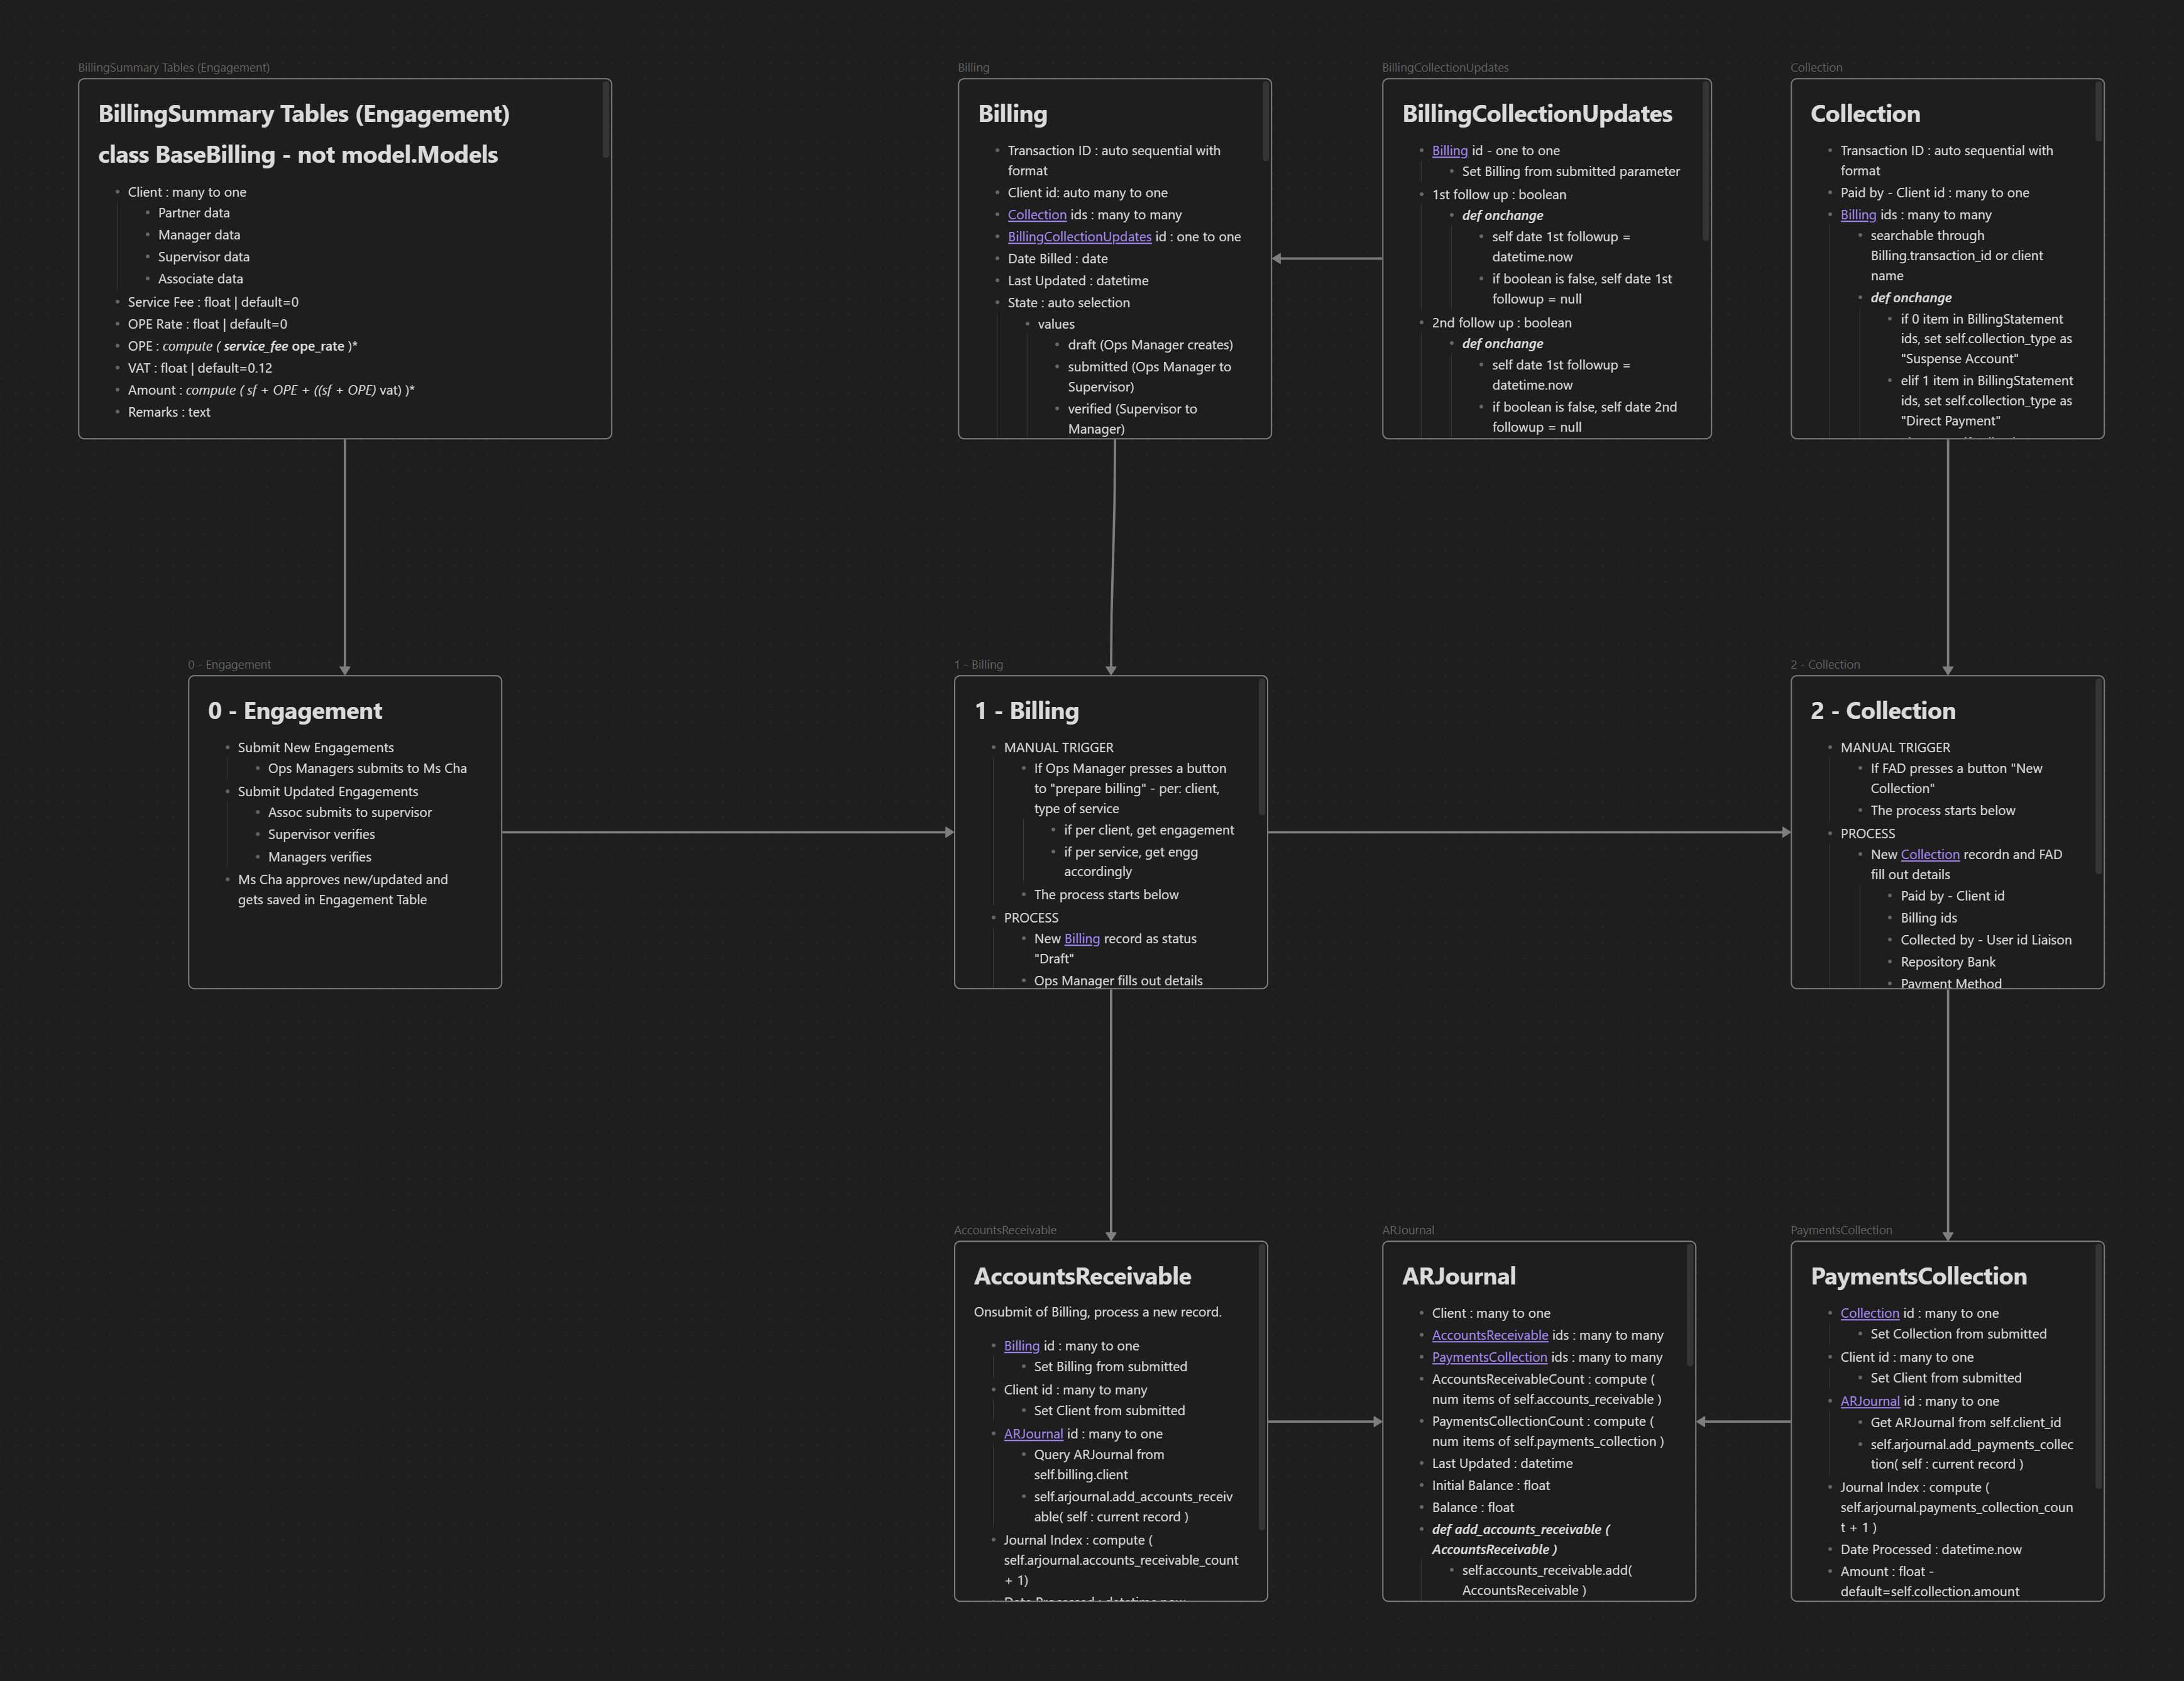 BillingSummary Tables (Engagement)
BillingSummary Tables (Engagement)
class BaseBilling - not model.Models
Client : many to one
Partner data
Manager data
Supervisor data
Associate data
Service Fee : float | default=0
OPE Rate : float | default=0
OPE : compute ( service_fee ope_rate )*
VAT : float | default=0.12
Amount : compute ( sf + OPE + ((sf + OPE) vat) )*
Remarks : text
Billing
Billing
Transaction ID : auto sequential with
format
Client id: auto many to one
Collection ids : many to many
BillingCollectionUpdates id : one to one
Date Billed : date
Last Updated : datetime
State : auto selection
values
draft (Ops Manager creates)
submitted (Ops Manager to
Supervisor)
verified (Supervisor to
Manager)
BillingCollectionUpdates
BillingCollectionUpdates
Billing id - one to one
Set Billing from submitted parameter
1st follow up : boolean
def onchange
self date 1st followup =
datetime.now
if boolean is false, self date 1st
followup = null
2nd follow up : boolean
def onchange
self date 1st followup =
datetime.now
if boolean is false, self date 2nd
followup = null
Collection
Collection
Transaction ID : auto sequential with
format
Paid by - Client id : many to one
Billing ids : many to many
searchable through
Billing.transaction_id or client
name
def onchange
if 0 item in BillingStatement
ids, set self.collection_type as
"Suspense Account"
elif 1 item in BillingStatement
ids, set self.collection_type as
"Direct Payment"
0 - Engagement
0 - Engagement
Submit New Engagements
Ops Managers submits to Ms Cha
Submit Updated Engagements
Assoc submits to supervisor
Supervisor verifies
Managers verifies
Ms Cha approves new/updated and
gets saved in Engagement Table
1 - Billing
1 - Billing
MANUAL TRIGGER
If Ops Manager presses a button
to "prepare billing" - per: client,
type of service
if per client, get engagement
if per service, get engg
accordingly
The process starts below
PROCESS
New Billing record as status
"Draft"
Ops Manager fills out details
2 - Collection
2 - Collection
MANUAL TRIGGER
If FAD presses a button "New
Collection"
The process starts below
PROCESS
New Collection recordn and FAD
fill out details
Paid by - Client id
Billing ids
Collected by - User id Liaison
Repository Bank
Payment Method
AccountsReceivable
AccountsReceivable
Onsubmit of Billing, process a new record.
Billing id : many to one
Set Billing from submitted
Client id : many to many
Set Client from submitted
ARJournal id : many to one
Query ARJournal from
self.billing.client
self.arjournal.add_accounts_receiv
able( self : current record )
Journal Index : compute (
self.arjournal.accounts_receivable_count
+ 1)
Date Processed : datetime.now
ARJournal
ARJournal
Client : many to one
AccountsReceivable ids : many to many
PaymentsCollection ids : many to many
AccountsReceivableCount : compute (
num items of self.accounts_receivable )
PaymentsCollectionCount : compute (
num items of self.payments_collection )
Last Updated : datetime
Initial Balance : float
Balance : float
def add_accounts_receivable (
AccountsReceivable )
self.accounts_receivable.add(
AccountsReceivable )
PaymentsCollection
PaymentsCollection
Collection id : many to one
Set Collection from submitted
Client id : many to one
Set Client from submitted
ARJournal id : many to one
Get ARJournal from self.client_id
self.arjournal.add_payments_collec
tion( self : current record )
Journal Index : compute (
self.arjournal.payments_collection_coun
t + 1 )
Date Processed : datetime.now
Amount : float -
default=self.collection.amount